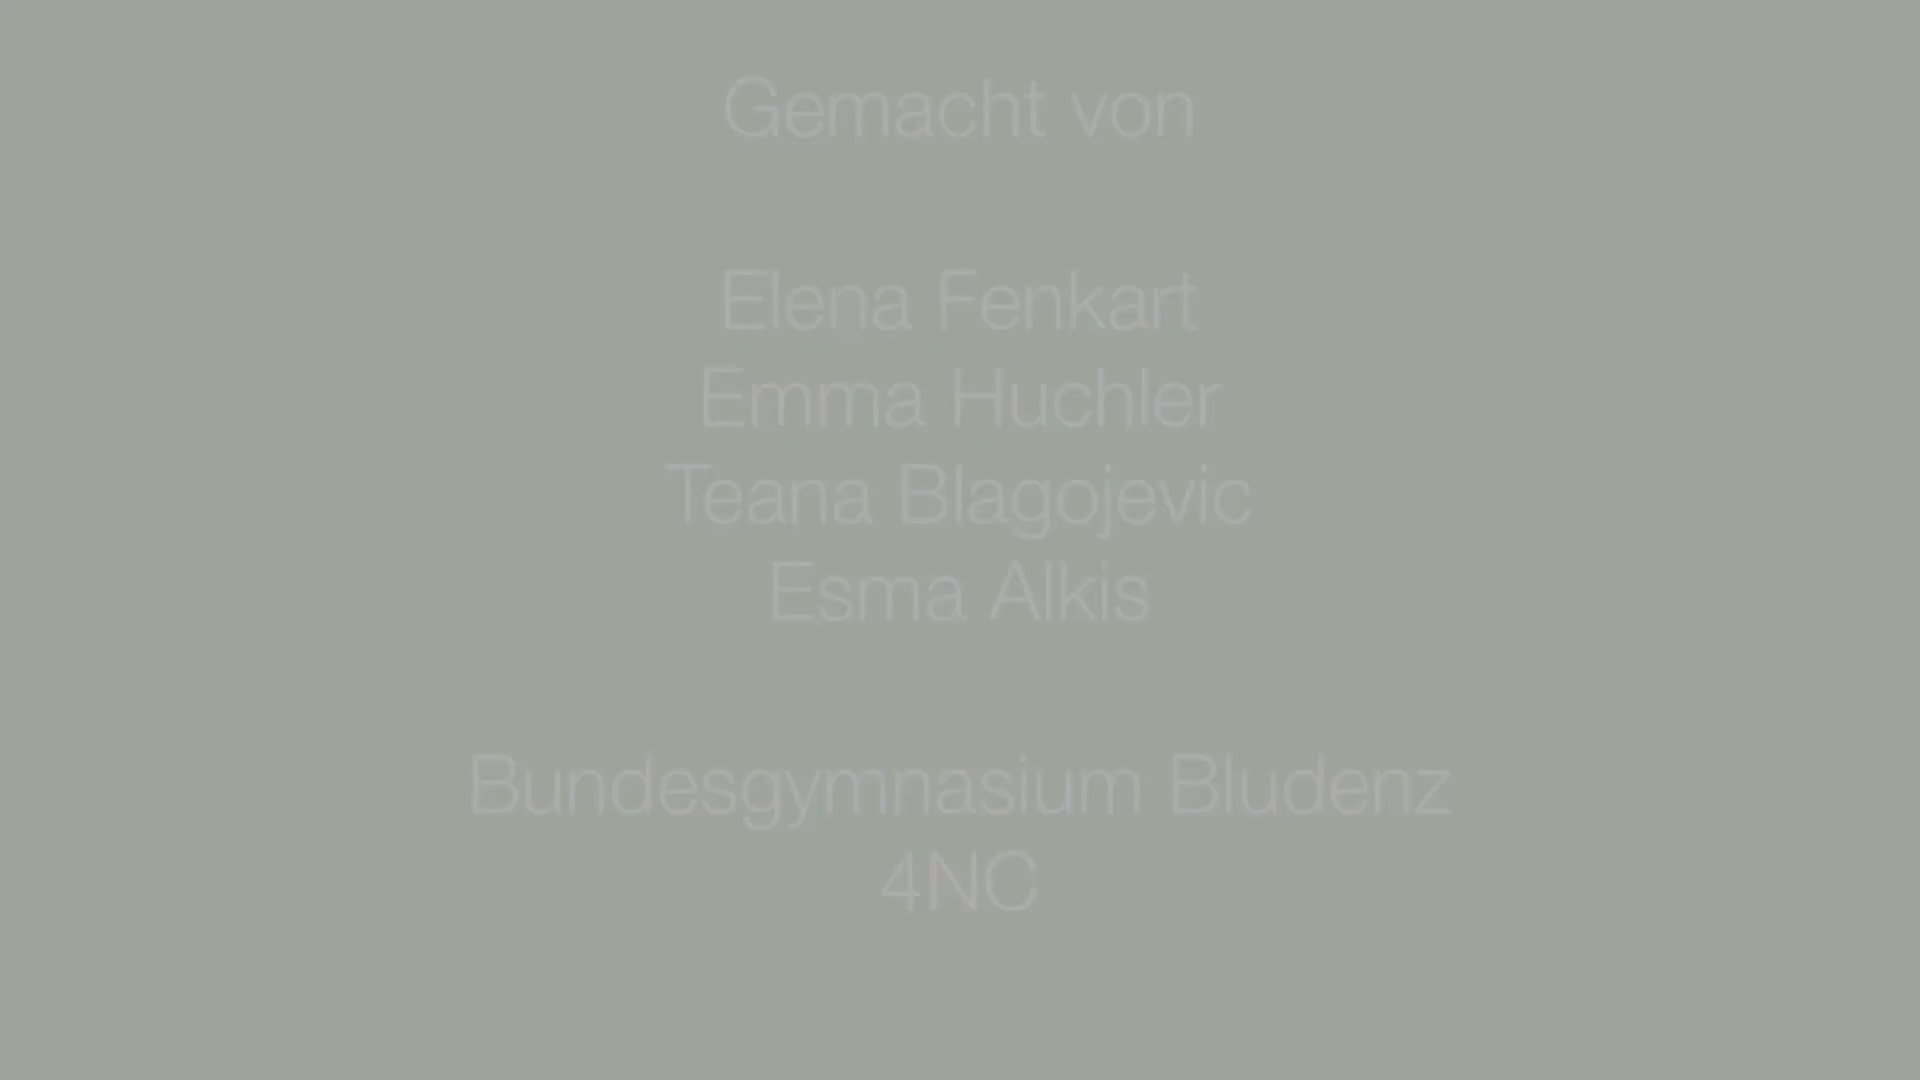 Gemacht von
Elena Fenkart
Emma Huchler
Teana Blagojevic
Esma Alkis
Bundesgymnasium Bludenz
4NC